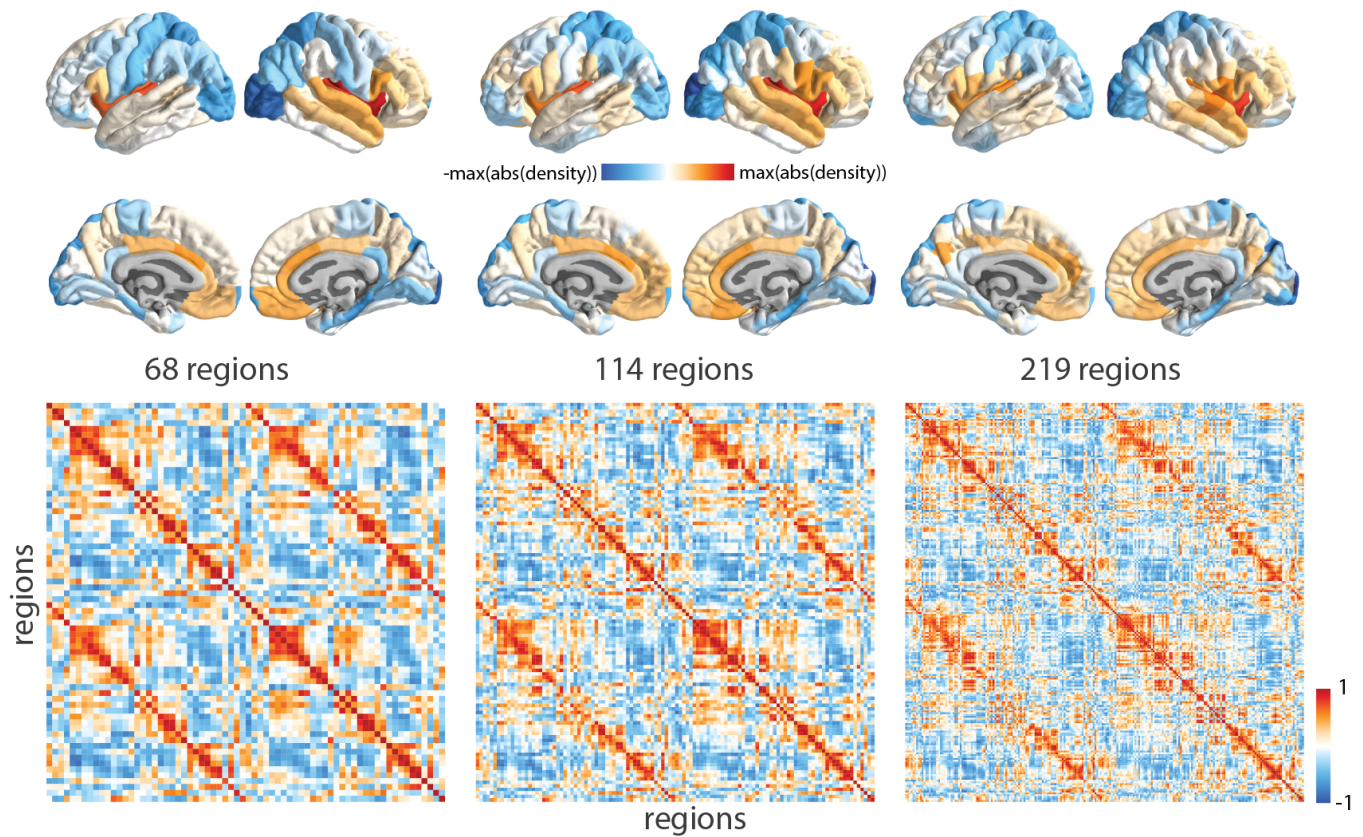 -max(abs(density))
max(abs(density))
68 regions
114 regions
219 regions
regions
regions
1
-1